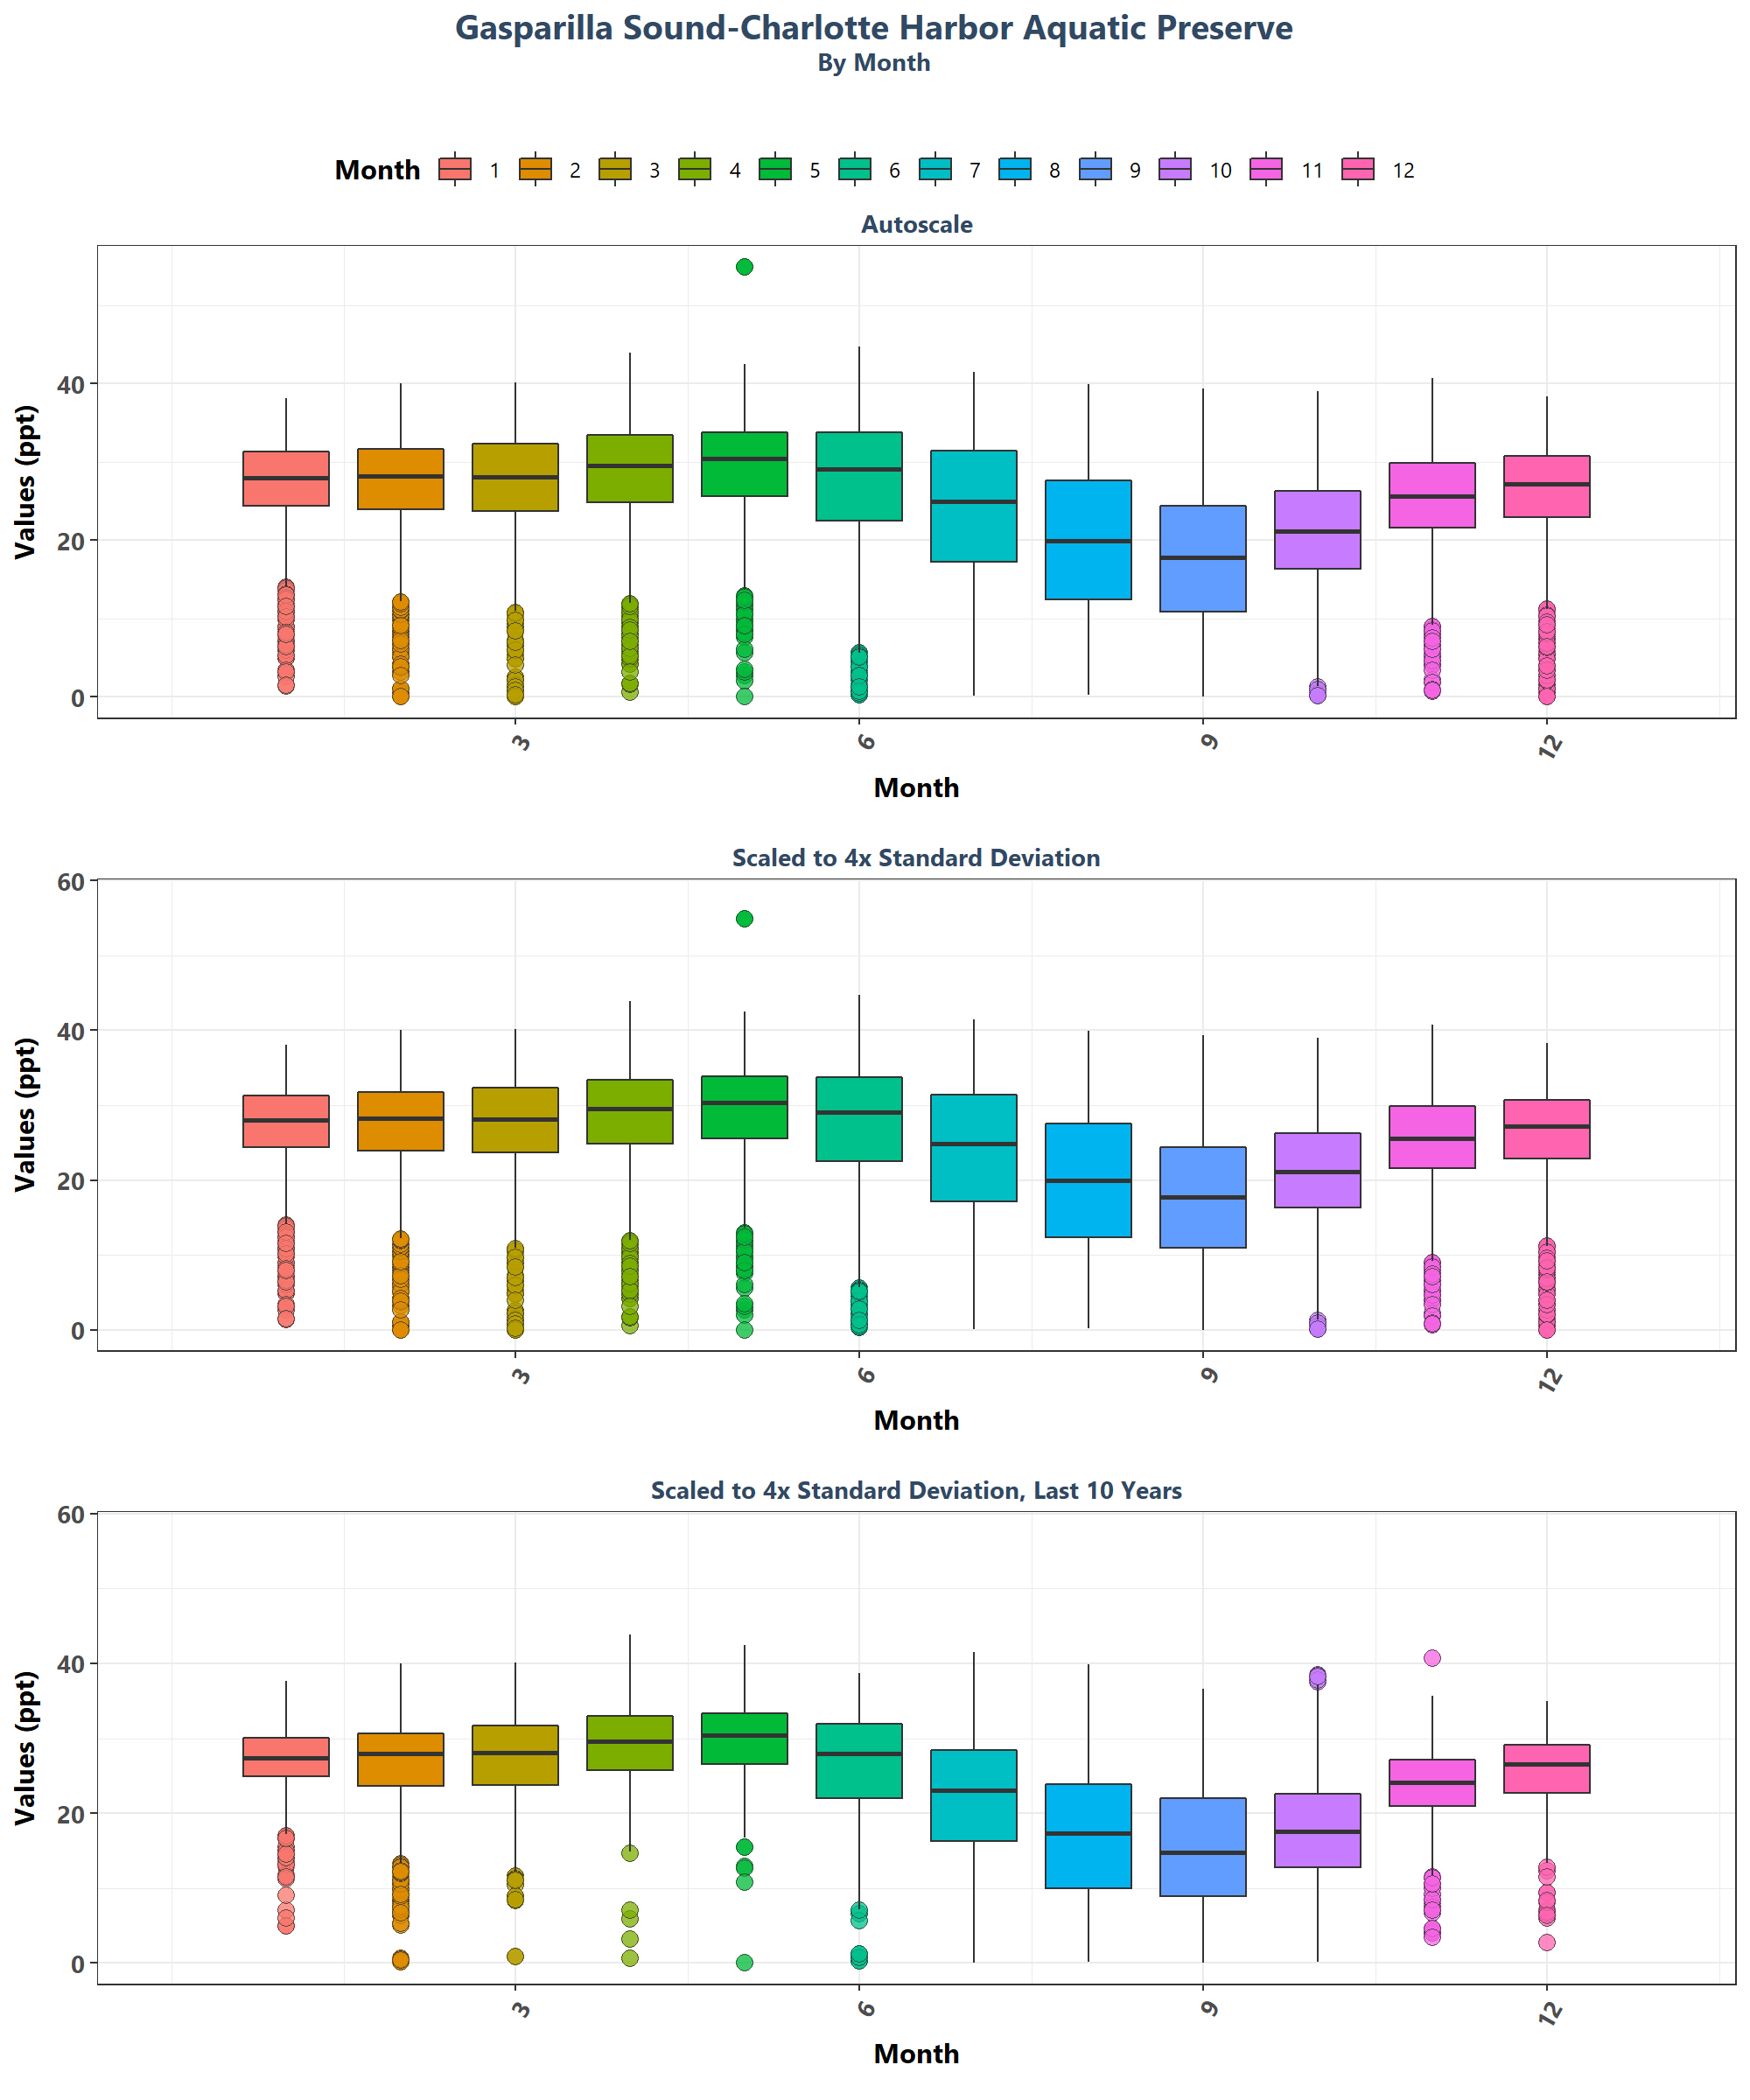 Gasparilla Sound-Charlotte Harbor Aquatic Preserve
By Month
Month 1 2 3 4 5 6 7 8 9 10 11 12
Autoscale
Values (ppt)
40
20
0
3 6 9 12
Month
Scaled to 4x Standard Deviation
Values (ppt)
60
40
20
0
3 6 9 12
Month
Scaled to 4x Standard Deviation, Last 10 Years
Values (ppt)
60
40
20
0
3 6 9 12
Month